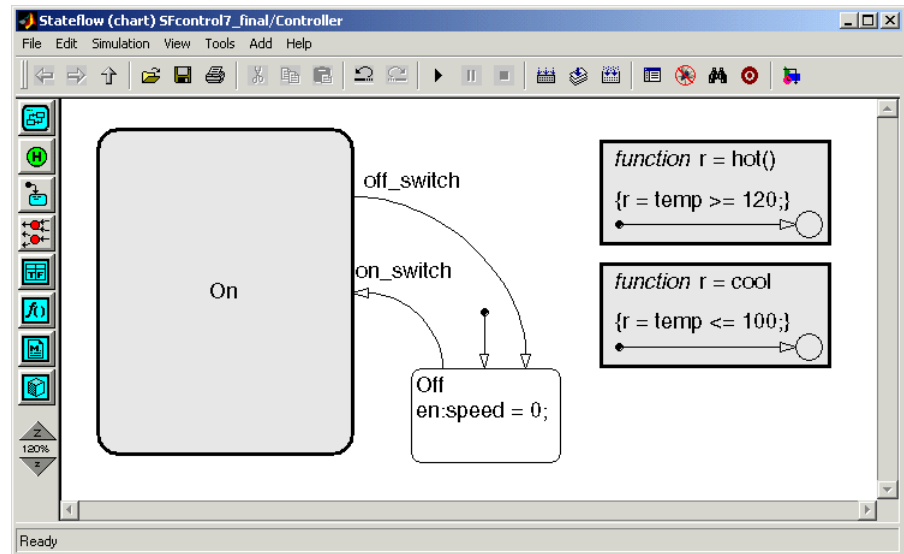 Stateflow (chart) SFcontrol7_final/Controller
File Edit Simulation View Tools Add Help
H
TF
f()
M
Z
120%
z
On
off_switch
on_switch
Off
en:speed = 0;
function r = hot()
{r = temp >= 120;}
function r = cool
{r = temp <= 100;}
Ready